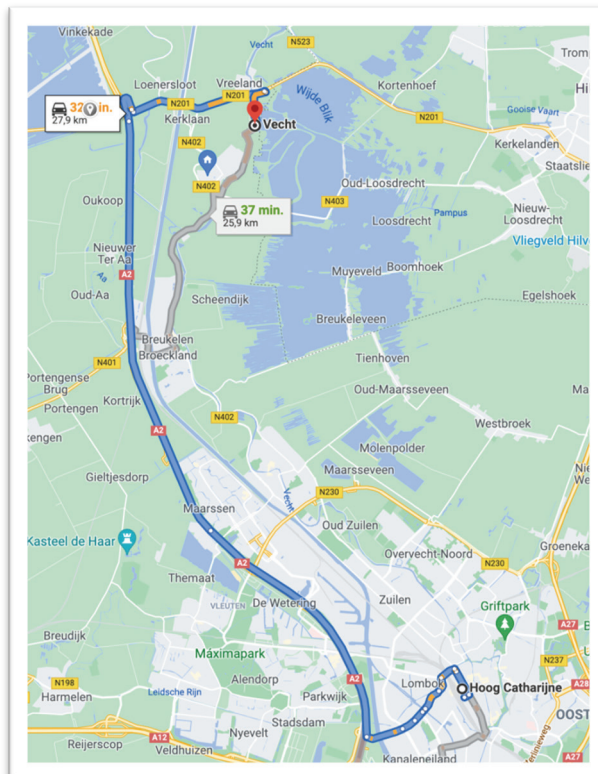 Vinkekade
Vecht
N523
Trom
Loenersloot
Vreeland
Wijde Blik
Kortenhoef
Hi
N201
N201
32 in.
27,9 km
Kerklaan
Vecht
N201
Gooise Vaart
Kerkelanden
N402
Staatslie
N402
Oud-Loosdrecht
Oukoop
37 min.
25,9 km
N403
Pampus
Nieuw-
Loosdrecht
Loosdrecht
Vliegveld Hilv
Nieuwer
Ter Aa
A2
Aa
Muyeveld
Boomhoek
Oud-Aa
Scheendijk
Egelshoek
Breukeleveen
Breukelen
Broeckland
Tienhoven
N401
Portengense
Brug
Kortrijk
Oud-Maarsseveen
Ma
Portengen
N402
Westbroek
kengen
A2
Molenpolder
Maarsseveen
Gieltjesdorp
Vecht
N230
Nie
We
Maarssen
Oud Zuilen
Kasteel de Haar
Overvecht-Noord
Groeneka
A2
N230
Themaat
De Wetering
Zuilen
VLEUTEN
Griftpark
A27
Breudijk
Máximapark
N237
Alendorp
Lombok
Hoog Catharijne
A28
N198
Leidsche Rijn
A2
Harmelen
Parkwijk
OOST
Stadsdam
A12
Reijerscop
Veldhuizen
Nyevelt
Kanaleneiland
A27